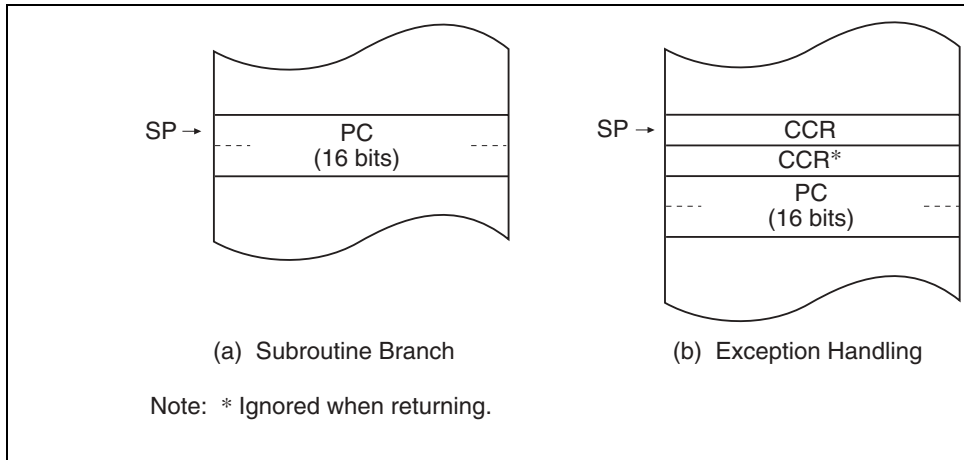 SP →
PC
(16 bits)
SP →
CCR
CCR*
PC
(16 bits)
(a) Subroutine Branch
(b) Exception Handling
Note: * Ignored when returning.